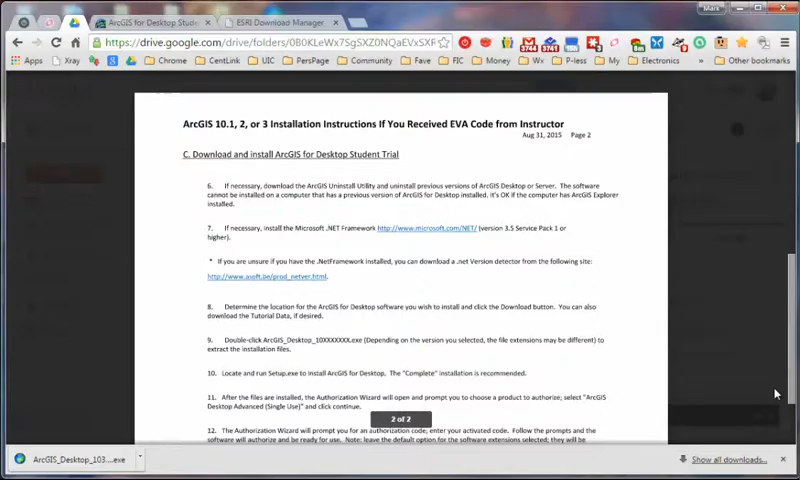 Mark
ArcGIS for Desktop Stude
ESRI Download Manager
https://drive.google.com/drive/folders/0B0KLeWx7SgSXZ0NQaEVxSXF
3744
3741
Apps
Xray
Chrome
CentLink
UIC
PersPage
Community
Fave
FIC
Money
Wx
P-less
My
Electronics
Other bookmarks
ArcGIS 10.1, 2, or 3 Installation Instructions If You Received EVA Code from Instructor
Aug 31, 2015 Page 2
C. Download and install ArcGIS for Desktop Student Trial
6. If necessary, download the ArcGIS Uninstall Utility and uninstall previous versions of ArcGIS Desktop or Server. The software
cannot be installed on a computer that has a previous version of ArcGIS for Desktop installed. It's OK if the computer has ArcGIS Explorer
installed.
7. If necessary, install the Microsoft .NET Framework http://www.microsoft.com/NET/ (version 3.5 Service Pack 1 or
higher).
* If you are unsure if you have the .NetFramework installed, you can download a .net Version detector from the following site:
http://www.asoft.be/prod_netver.html.
8. Determine the location for the ArcGIS for Desktop software you wish to install and click the Download button. You can also
download the Tutorial Data, if desired.
9. Double-click ArcGIS_Desktop_10XXXXXXX.exe (Depending on the version you selected, the file extensions may be different) to
extract the installation files.
10. Locate and run Setup.exe to install ArcGIS for Desktop. The "Complete" installation is recommended.
11. After the files are installed, the Authorization Wizard will open and prompt you to choose a product to authorize; select "ArcGIS
Desktop Advanced (Single Use)" and click continue.
2 of 2
12. The Authorization Wizard will prompt you for an authorization code; enter your activated code. Follow the prompts and the
software will authorize and be ready for use. Note: leave the default option for the software extensions selected; they will be
ArcGIS_Desktop_103....exe
Show all downloads...